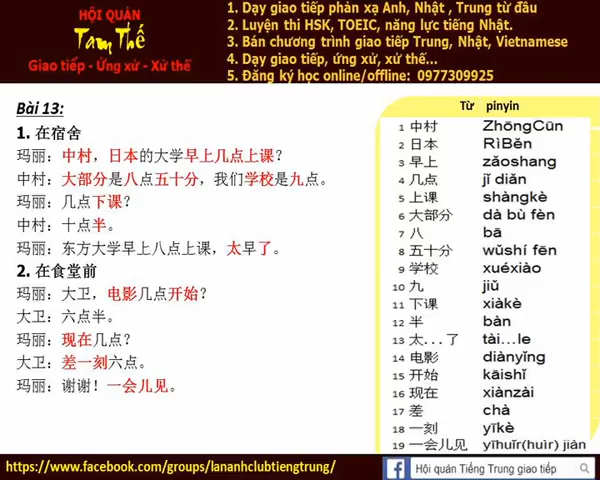 HỘI QUÁN
Tam Thế
Giao tiếp - Ứng xử - Xử thế
1. Dạy giao tiếp phản xạ Anh, Nhật , Trung từ đầu
2. Luyện thi HSK, TOEIC, năng lực tiếng Nhật.
3. Bán chương trình giao tiếp Trung, Nhật, Vietnamese
4. Dạy giao tiếp, ứng xử, xử thế...
5. Đăng ký học online/offline: 0977309925
Bài 13:
1. 在宿舍
玛丽：中村，日本的大学早上几点上课？
中村：大部分是八点五十分，我们学校是九点。
玛丽：几点下课？
中村：十点半。
玛丽：东方大学早上八点上课，太早了。
2. 在食堂前
玛丽：大卫，电影几点开始？
大卫：六点半。
玛丽：现在几点？
大卫：差一刻六点。
玛丽：谢谢！一会儿见。
Từ pinyin
1 中村 ZhōngCūn
2 日本 RìBěn
3 早上 zǎoshang
4 几点 jǐ diǎn
5 上课 shàngkè
6 大部分 dà bù fèn
7 八 bā
8 五十分 wǔshí fēn
9 学校 xuéxiào
10 九 jiǔ
11 下课 xiàkè
12 半 bàn
13 太...了 tài...le
14 电影 diànyǐng
15 开始 kāishǐ
16 现在 xiànzài
17 差 chà
18 一刻 yīkè
19 一会儿见 yīhuǐr(huìr) jiàn
https://www.facebook.com/groups/lananhclubtiengtrung/
f Hội quán Tiếng Trung giao tiếp